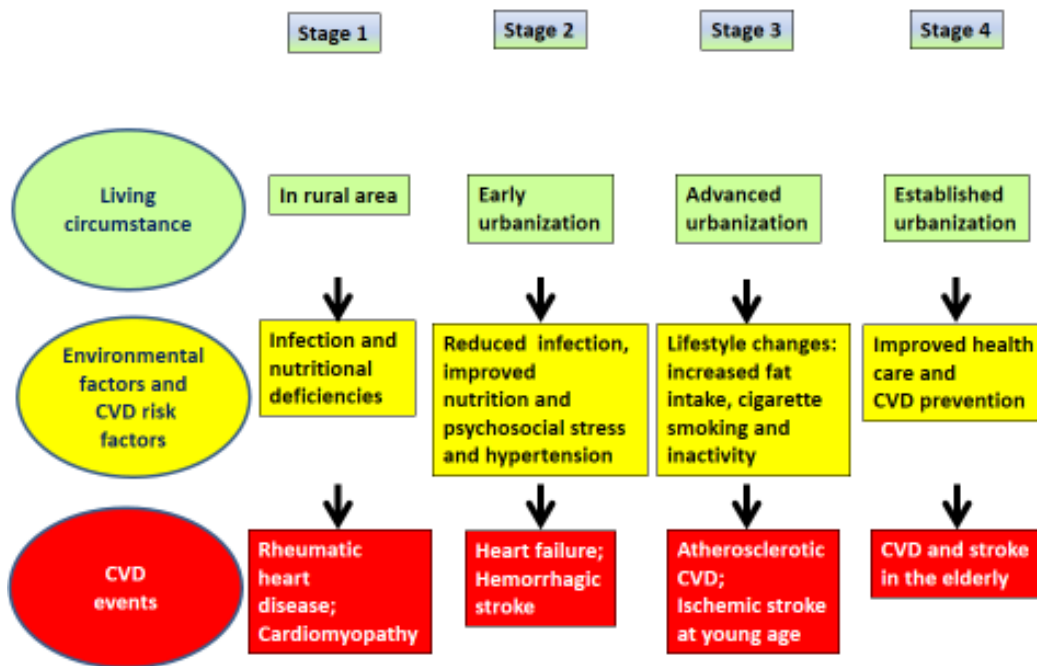 Stage 1
Stage 2
Stage 3
Stage 4
Living
circumstance
In rural area
Early
urbanization
Advanced
urbanization
Established
urbanization
Environmental
factors and
CVD risk
factors
Infection and
nutritional
deficiencies
Reduced infection,
improved
nutrition and
psychosocial stress
and hypertension
Lifestyle changes:
increased fat
intake, cigarette
smoking and
inactivity
Improved health
care and
CVD prevention
CVD
events
Rheumatic
heart
disease;
Cardiomyopathy
Heart failure;
Hemorrhagic
stroke
Atherosclerotic
CVD;
Ischemic stroke
at young age
CVD and stroke
in the elderly